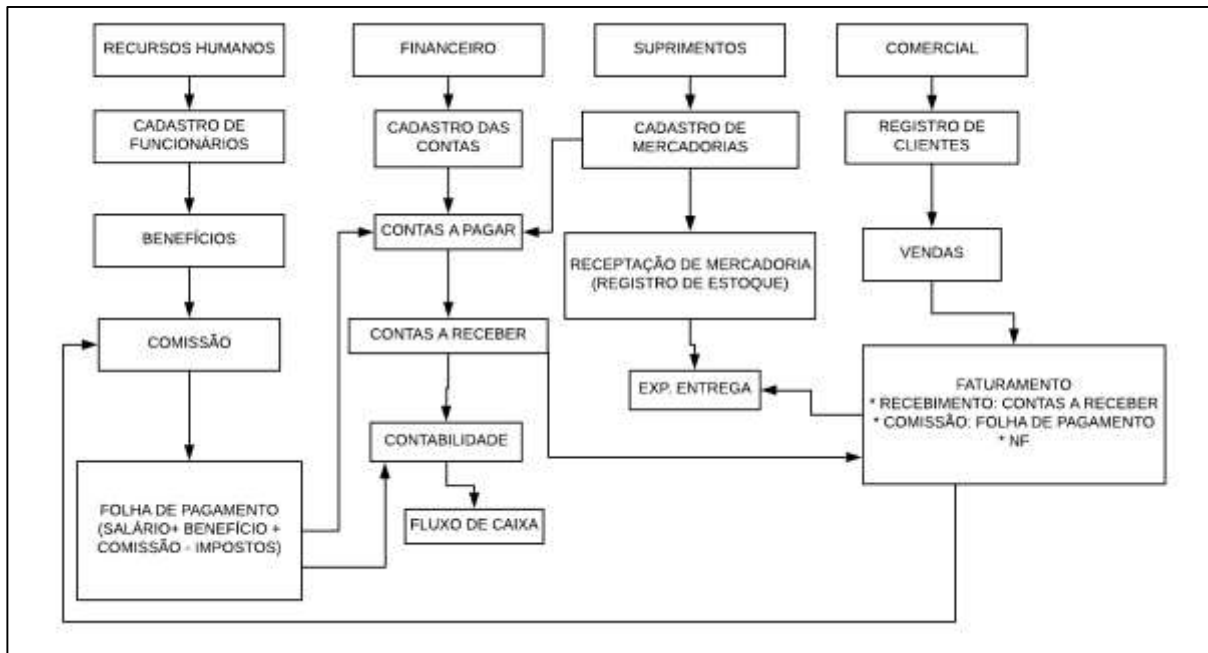 RECURSOS HUMANOS
FINANCEIRO
SUPRIMENTOS
COMERCIAL
CADASTRO DE
FUNCIONÁRIOS
CADASTRO DAS
CONTAS
CADASTRO DE
MERCADORIAS
REGISTRO DE
CLIENTES
BENEFÍCIOS
CONTAS A PAGAR
RECEPTAÇÃO DE MERCADORIA
(REGISTRO DE ESTOQUE)
VENDAS
COMISSÃO
CONTAS A RECEBER
EXP. ENTREGA
FATURAMENTO
* RECEBIMENTO: CONTAS A RECEBER
* COMISSÃO: FOLHA DE PAGAMENTO
* NF
CONTABILIDADE
FOLHA DE PAGAMENTO
(SALÁRIO+ BENEFÍCIO +
COMISSÃO - IMPOSTOS)
FLUXO DE CAIXA